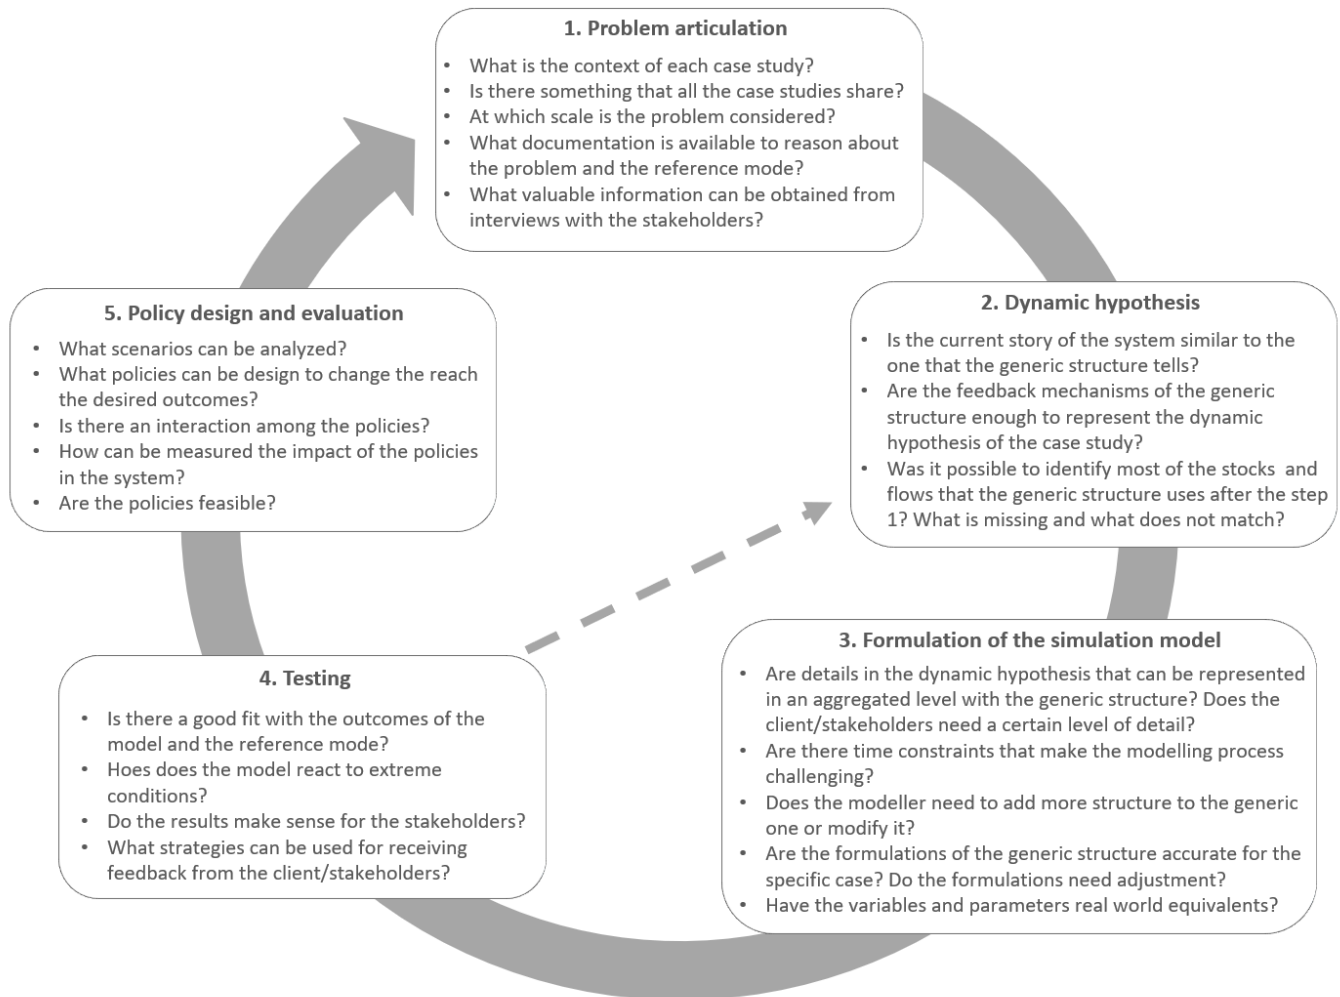 1. Problem articulation
• What is the context of each case study?
• Is there something that all the case studies share?
• At which scale is the problem considered?
• What documentation is available to reason about
the problem and the reference mode?
• What valuable information can be obtained from
interviews with the stakeholders?
2. Dynamic hypothesis
• Is the current story of the system similar to the
one that the generic structure tells?
• Are the feedback mechanisms of the generic
structure enough to represent the dynamic
hypothesis of the case study?
• Was it possible to identify most of the stocks and
flows that the generic structure uses after the step
1? What is missing and what does not match?
3. Formulation of the simulation model
• Are details in the dynamic hypothesis that can be represented
in an aggregated level with the generic structure? Does the
client/stakeholders need a certain level of detail?
• Are there time constraints that make the modelling process
challenging?
• Does the modeller need to add more structure to the generic
one or modify it?
• Are the formulations of the generic structure accurate for the
specific case? Do the formulations need adjustment?
• Have the variables and parameters real world equivalents?
4. Testing
• Is there a good fit with the outcomes of the
model and the reference mode?
• Hoes does the model react to extreme
conditions?
• Do the results make sense for the stakeholders?
• What strategies can be used for receiving
feedback from the client/stakeholders?
5. Policy design and evaluation
• What scenarios can be analyzed?
• What policies can be design to change the reach
the desired outcomes?
• Is there an interaction among the policies?
• How can be measured the impact of the policies
in the system?
• Are the policies feasible?